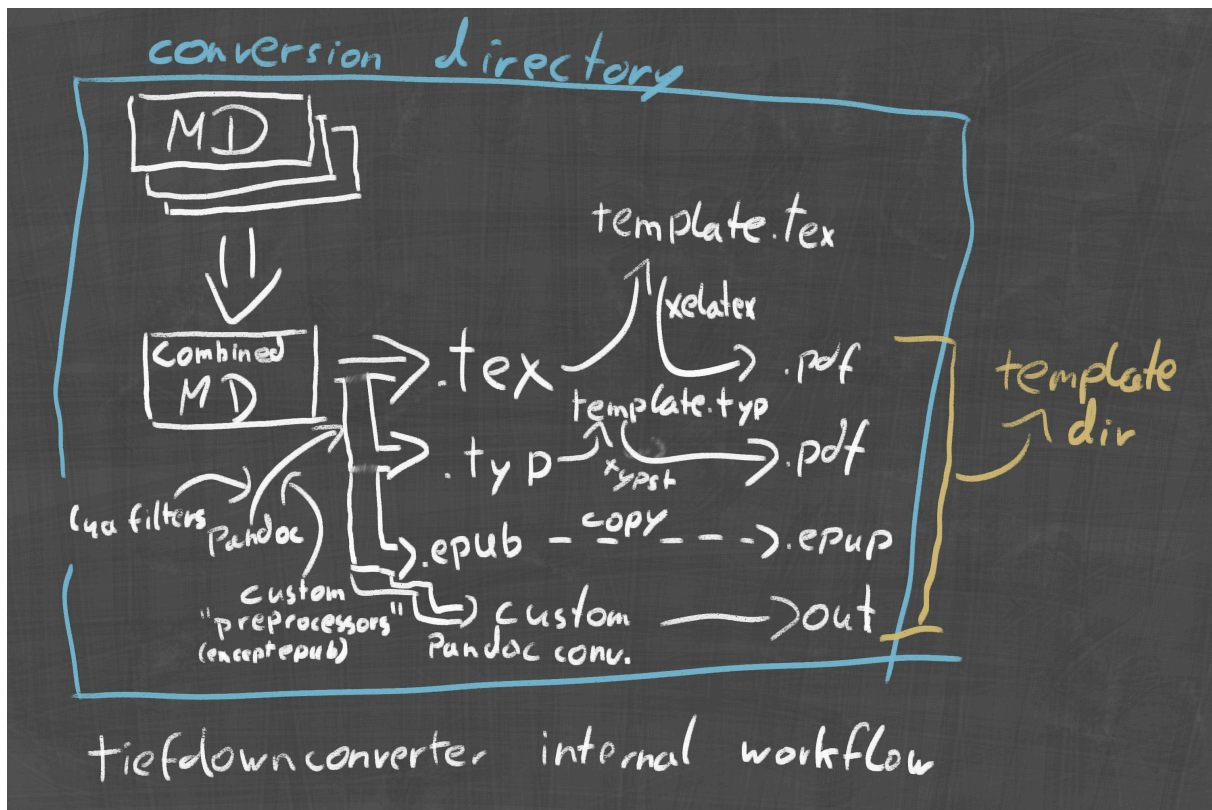 conversion directory
MD
template.tex
xelatex
Combined
MD
.tex
.pdf
template
dir
template.typ
.typ
typst
.pdf
lua filters
Pandoc
.epub
copy
.epup
custom
"preprocessors"
(except epub)
custom
Pandoc conv.
out
tiefdownconverter internal workflow